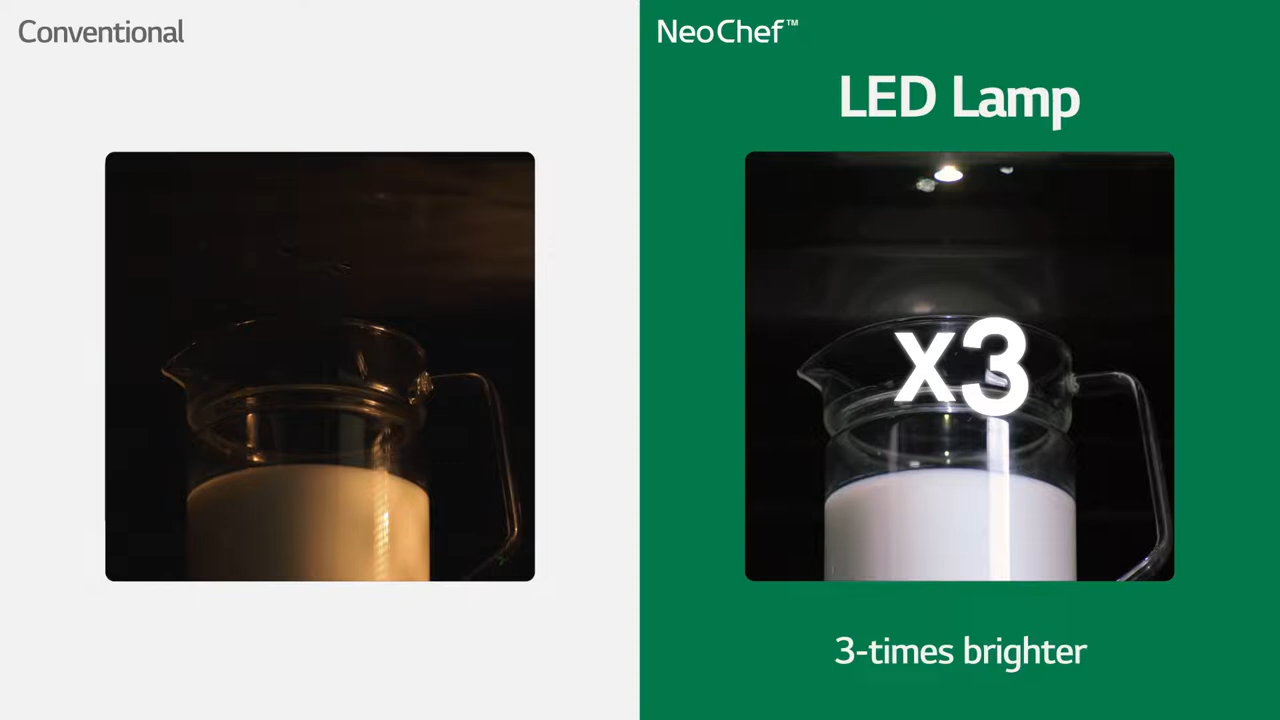 Conventional
NeoChef™
LED Lamp
x3
3-times brighter